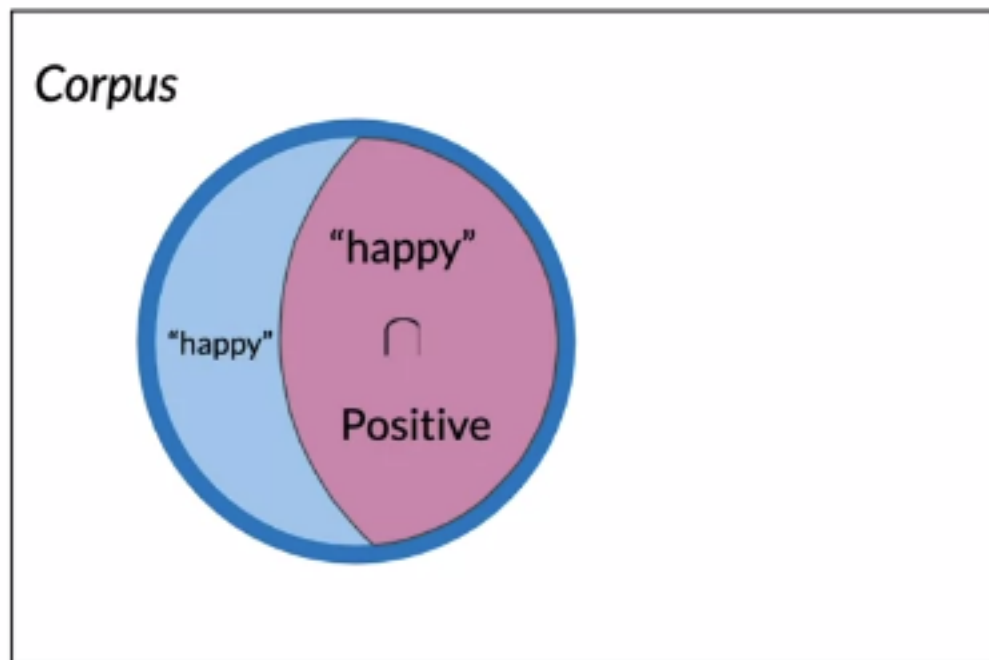 Corpus
“happy”
∩
“happy”
Positive